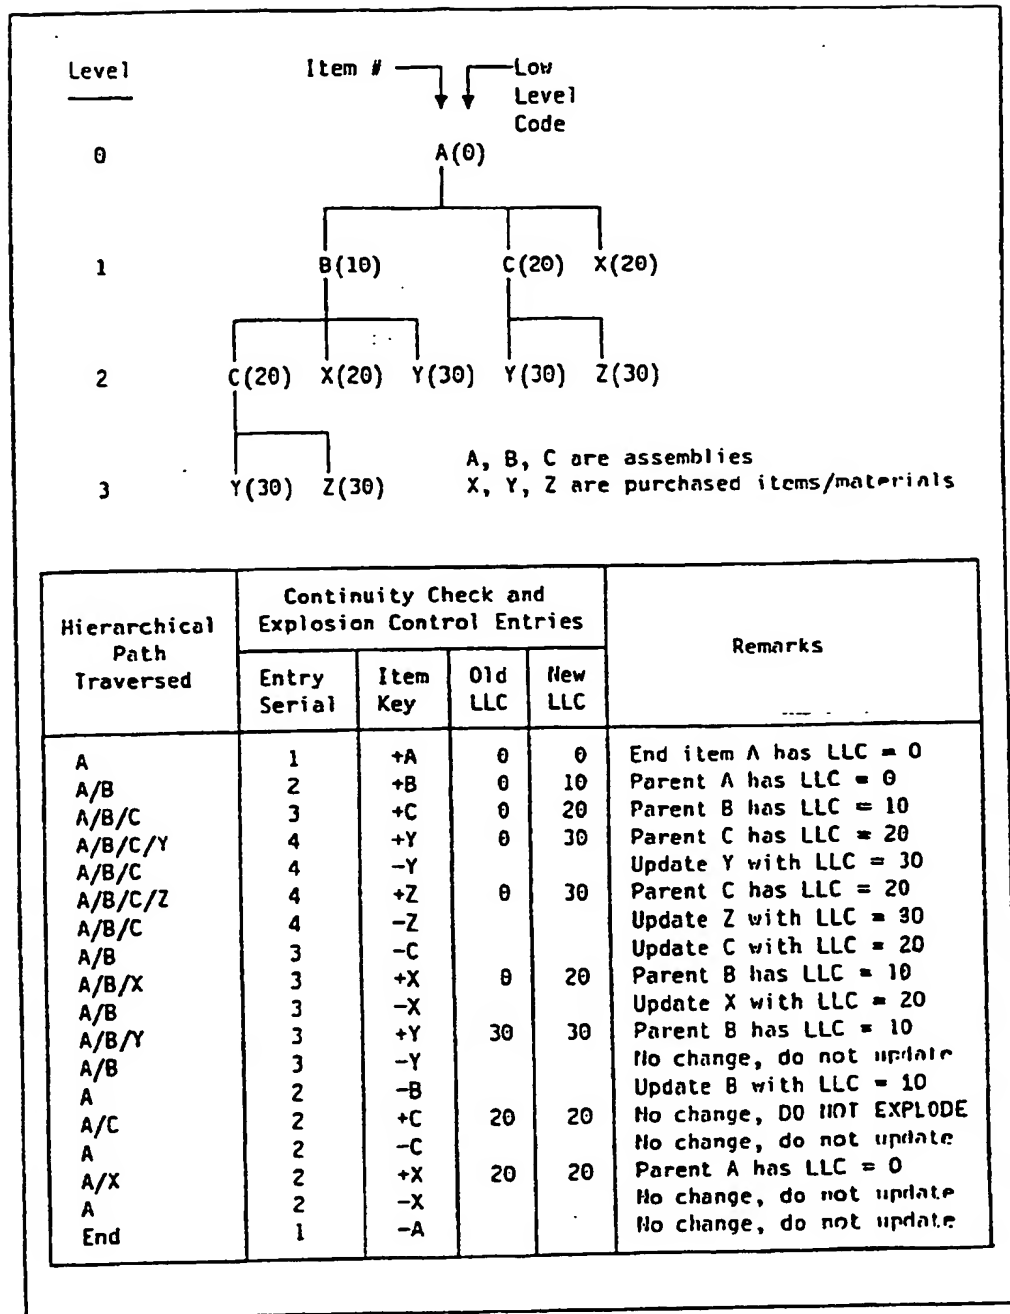 Level Item # Low
Level
Code
0 A(0)
1 B(10) C(20) X(20)
2 C(20) X(20) Y(30) Y(30) Z(30)
A, B, C are assemblies
3 Y(30) Z(30) X, Y, Z are purchased items/materials
Hierarchical Path Traversed
Continuity Check and Explosion Control Entries
Remarks
Entry Serial
Item Key
Old LLC
New LLC
A 1 +A 0 0 End item A has LLC = 0
A/B 2 +B 0 10 Parent A has LLC = 0
A/B/C 3 +C 0 20 Parent B has LLC = 10
A/B/C/Y 4 +Y 0 30 Parent C has LLC = 20
A/B/C 4 -Y Update Y with LLC = 30
A/B/C/Z 4 +Z 0 30 Parent C has LLC = 20
A/B/C 4 -Z Update Z with LLC = 30
A/B 3 -C Update C with LLC = 20
A/B/X 3 +X 0 20 Parent B has LLC = 10
A/B 3 -X Update X with LLC = 20
A/B/Y 3 +Y 30 30 Parent B has LLC = 10
A/B 3 -Y No change, do not update
A 2 -B Update B with LLC = 10
A/C 2 +C 20 20 No change, DO NOT EXPLODE
A 2 -C No change, do not update
A/X 2 +X 20 20 Parent A has LLC = 0
A 2 -X No change, do not update
End 1 -A No change, do not update